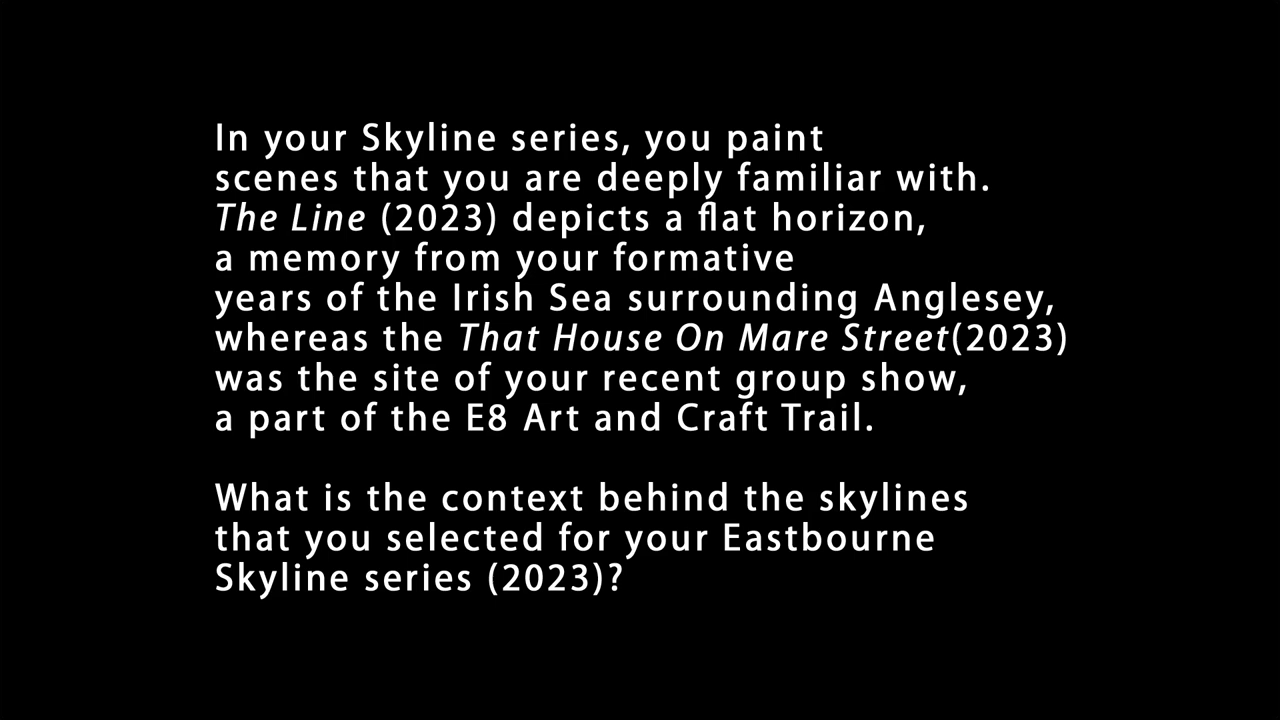 In your Skyline series, you paint
scenes that you are deeply familiar with.
The Line (2023) depicts a flat horizon,
a memory from your formative
years of the Irish Sea surrounding Anglesey,
whereas the That House On Mare Street(2023)
was the site of your recent group show,
a part of the E8 Art and Craft Trail.
What is the context behind the skylines
that you selected for your Eastbourne
Skyline series (2023)?